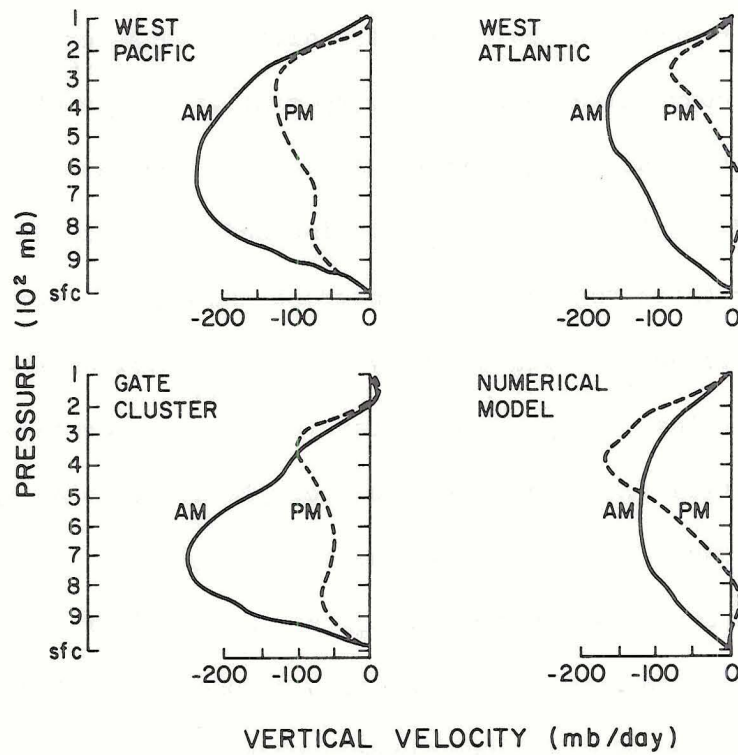 WEST
PACIFIC
AM
PM
1
2
3
4
5
6
7
8
9
sfc
-200
-100
0
WEST
ATLANTIC
AM
PM
-200
-100
0
PRESSURE (10² mb)
GATE
CLUSTER
AM
PM
1
2
3
4
5
6
7
8
9
sfc
-200
-100
0
NUMERICAL
MODEL
AM
PM
-200
-100
0
VERTICAL VELOCITY (mb/day)